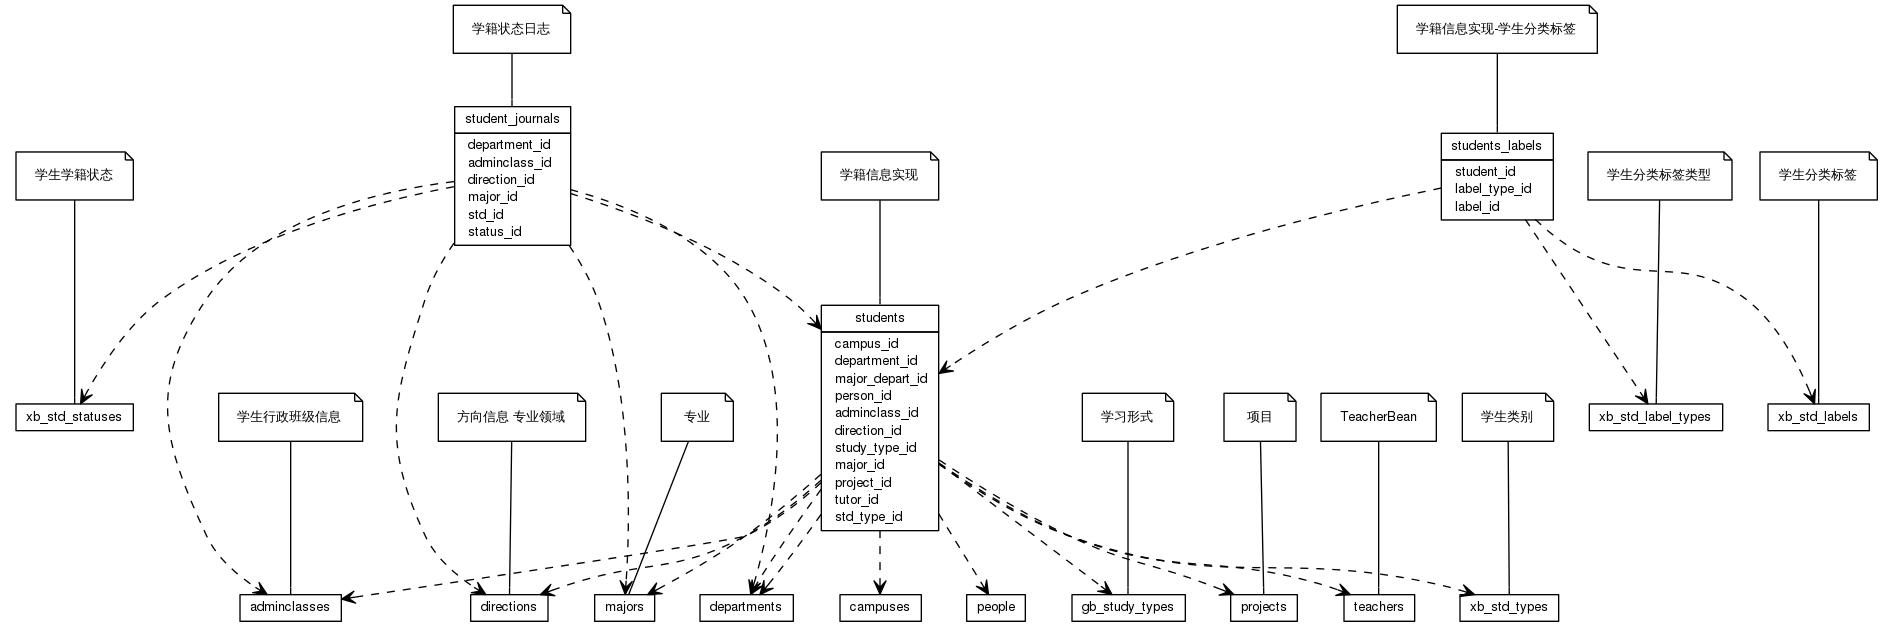 学籍状态日志
学籍信息实现-学生分类标签
student_journals
department_id
adminclass_id
direction_id
major_id
std_id
status_id
students_labels
student_id
label_type_id
label_id
学生学籍状态
学籍信息实现
学生分类标签类型
学生分类标签
students
campus_id
department_id
major_depart_id
person_id
adminclass_id
direction_id
study_type_id
major_id
project_id
tutor_id
std_type_id
xb_std_statuses
学生行政班级信息
方向信息 专业领域
专业
学习形式
项目
TeacherBean
学生类别
xb_std_label_types
xb_std_labels
adminclasses
directions
majors
departments
campuses
people
gb_study_types
projects
teachers
xb_std_types